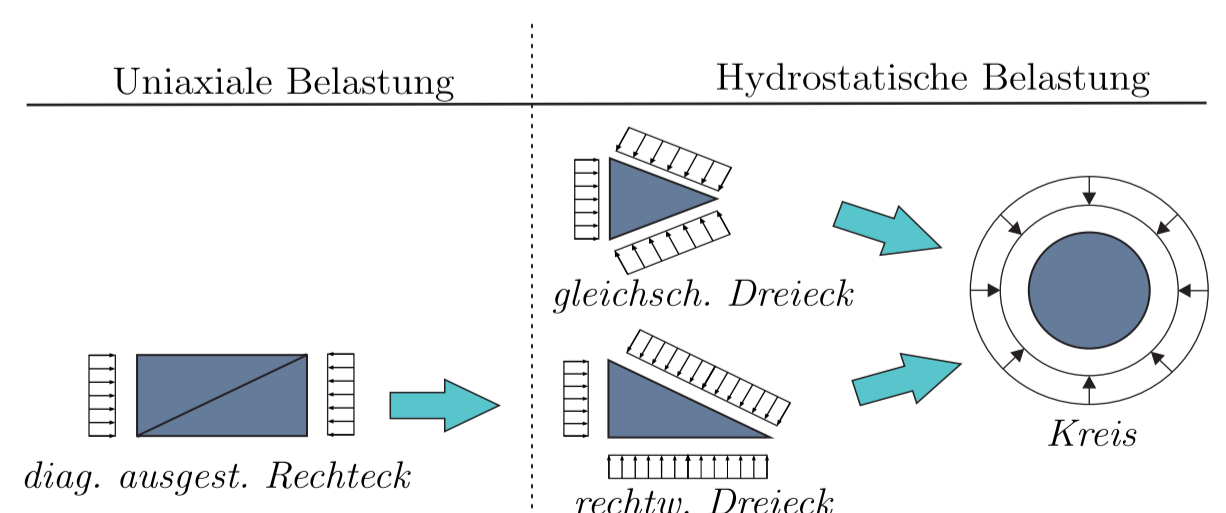 Uniaxiale Belastung
Hydrostatische Belastung
gleichsch. Dreieck
Kreis
diag. ausgest. Rechteck
rechtw. Dreieck